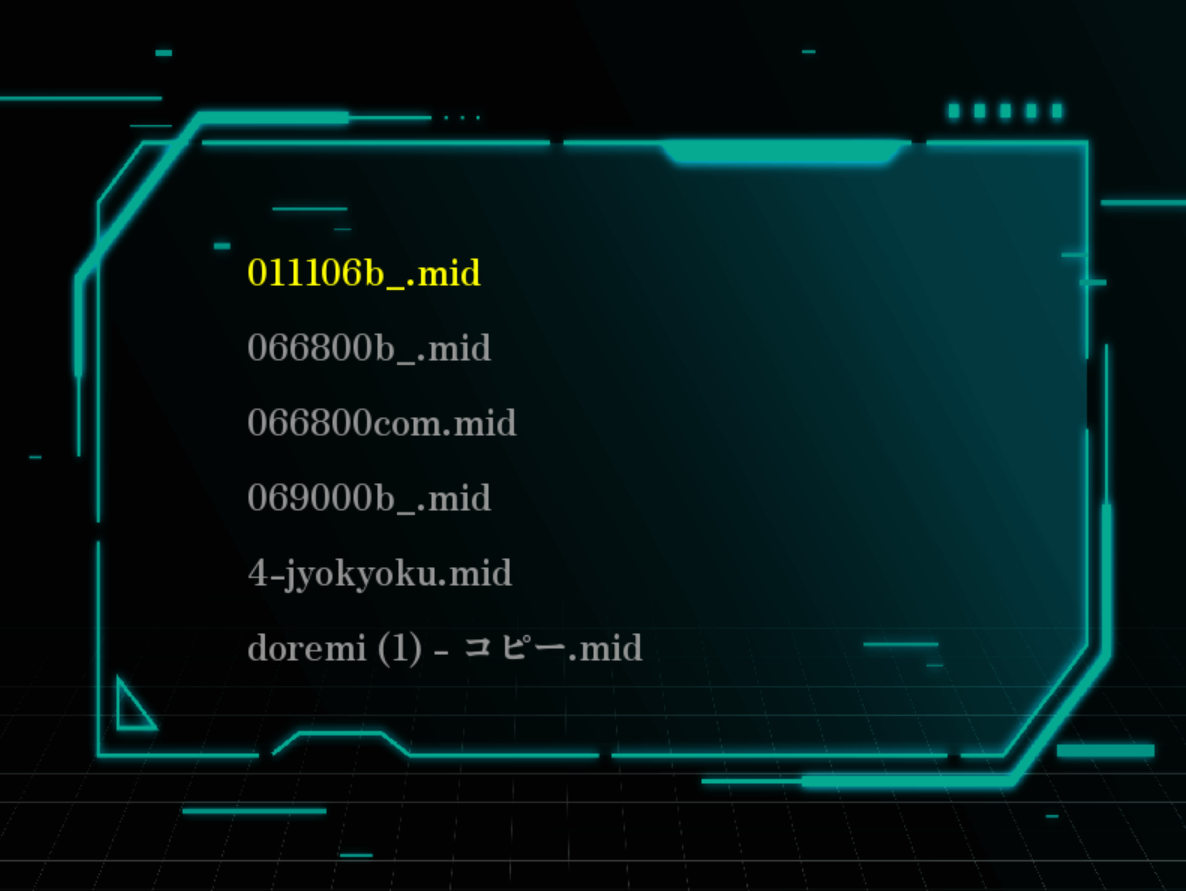 011106b_.mid
066800b_.mid
066800com.mid
069000b_.mid
4-jyokyoku.mid
doremi (1) - コピー.mid